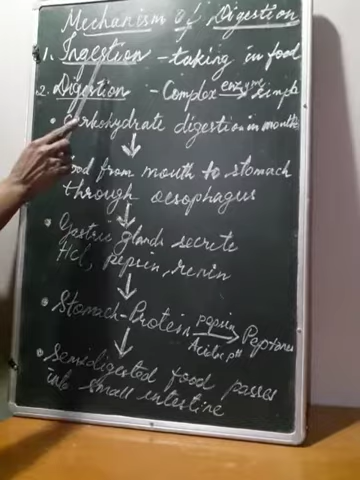 Mechanism Of Digestion
1. Ingestion - taking in food
2. Digestion - Complex enzyme simple
• Carbohydrate digestion in mouth
food from mouth to stomach
through oesophagus
• Gastric glands secrete
Hcl, pepsin, renin
• Stomach - Protein pepsin Acidic pH Peptones
• Semidigested food passes
into small intestine